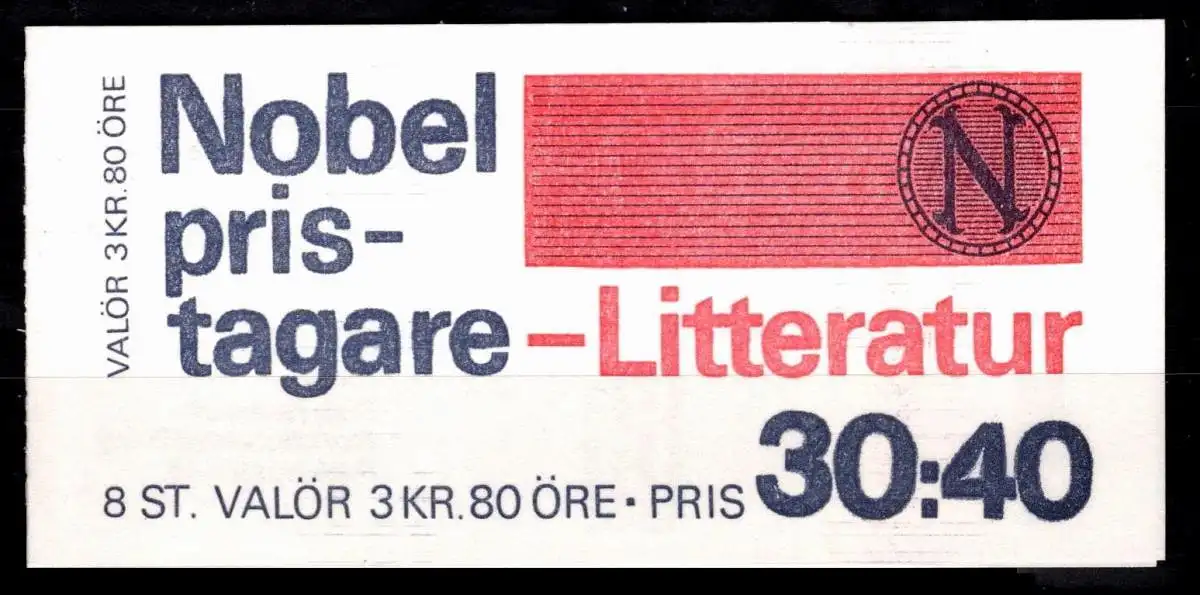 VALÖR 3 KR. 80 ÖRE
Nobel
pris-
tagare – Litteratur
N
8 ST. VALÖR 3 KR. 80 ÖRE · PRIS 30:40